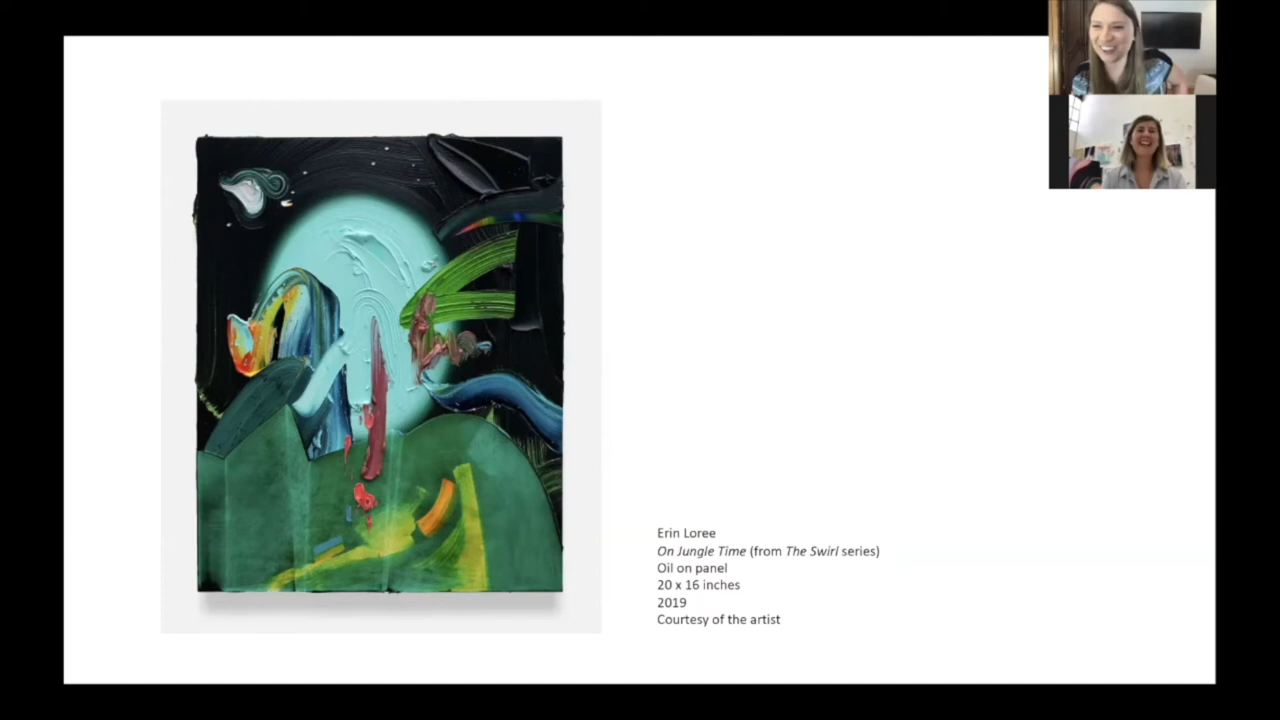 Erin Loree
On Jungle Time (from The Swirl series)
Oil on panel
20 x 16 inches
2019
Courtesy of the artist